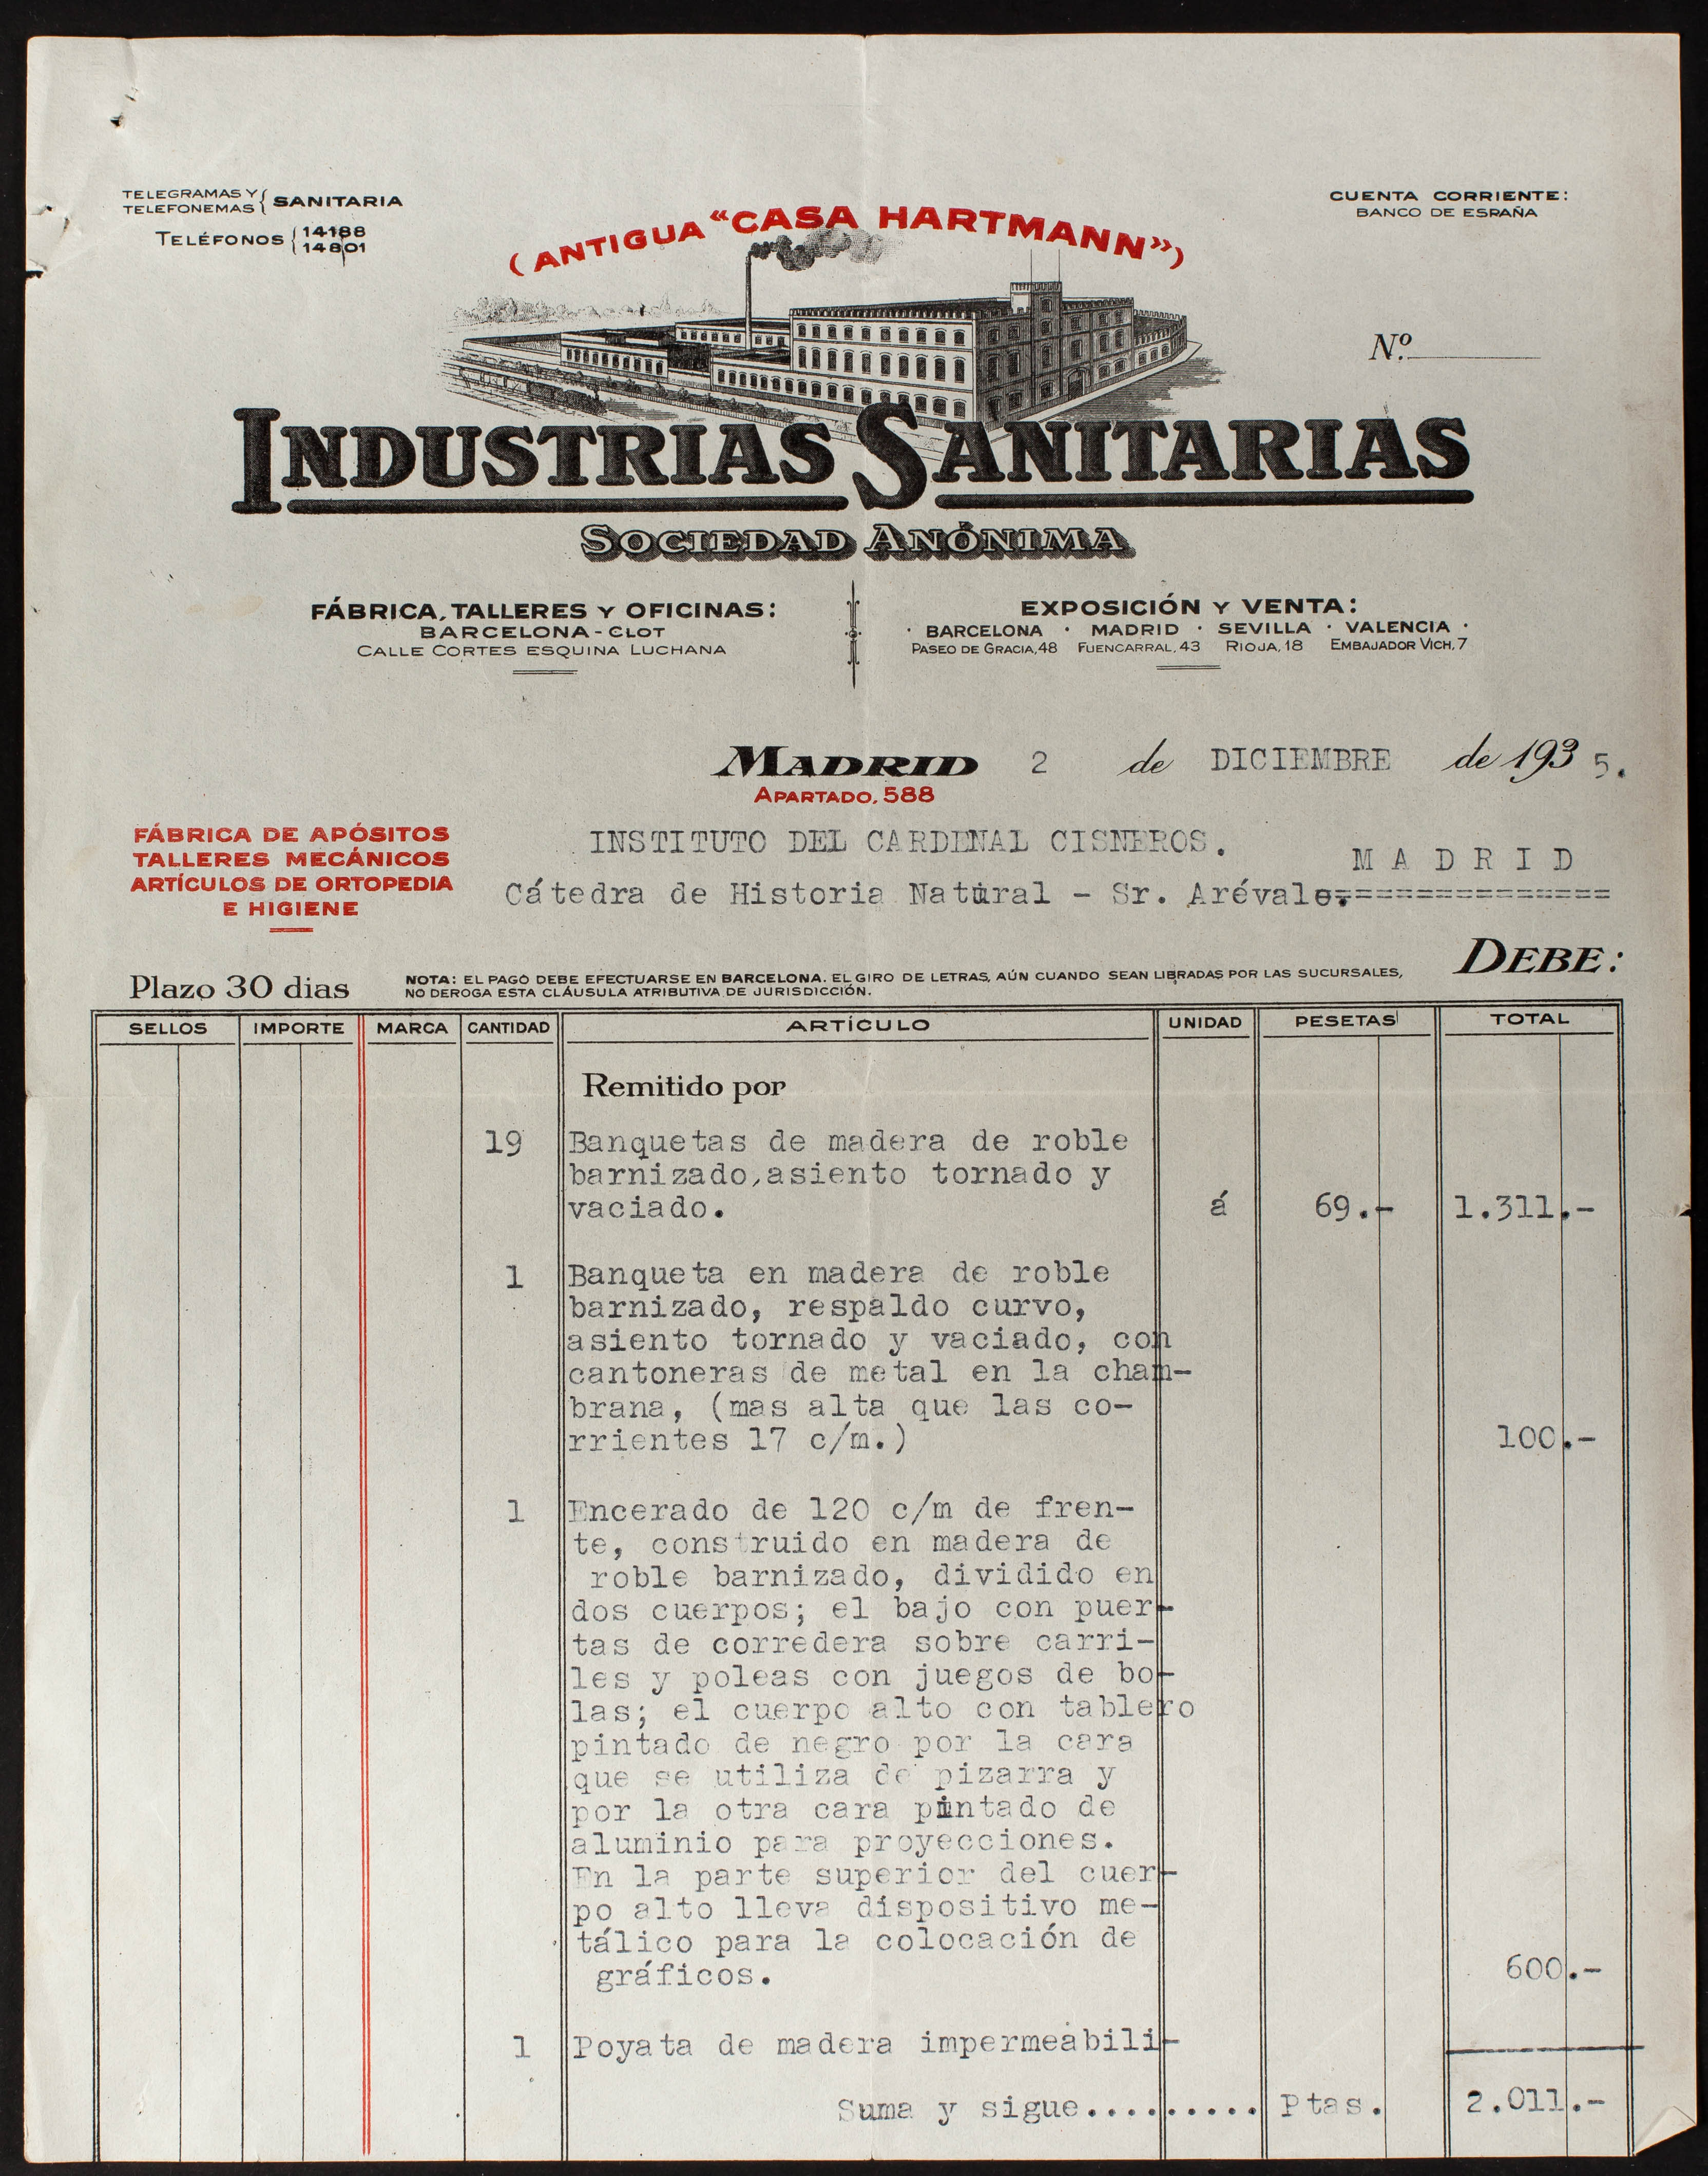 TELEGRAMAS Y
TELEFONEMAS { SANITARIA
TELÉFONOS { 14188
14801
CUENTA CORRIENTE:
BANCO DE ESPAÑA
(ANTIGUA "CASA HARTMANN")
Nº.
INDUSTRIAS SANITARIAS
SOCIEDAD ANÓNIMA
FÁBRICA, TALLERES Y OFICINAS:
BARCELONA - CLOT
CALLE CORTES ESQUINA LUCHANA
EXPOSICIÓN Y VENTA:
· BARCELONA · MADRID · SEVILLA · VALENCIA ·
PASEO DE GRACIA, 48 FUENCARRAL, 43 RIOJA, 18 EMBAJADOR VICH, 7
MADRID 2 de DICIEMBRE de 1935.
APARTADO, 588
FÁBRICA DE APÓSITOS
TALLERES MECÁNICOS
ARTÍCULOS DE ORTOPEDIA
E HIGIENE
INSTITUTO DEL CARDENAL CISNEROS.
M A D R I D
Cátedra de Historia Natural - Sr. Arévalo.===============
DEBE:
Plazo 30 dias
NOTA: EL PAGO DEBE EFECTUARSE EN BARCELONA. EL GIRO DE LETRAS, AÚN CUANDO SEAN LIBRADAS POR LAS SUCURSALES,
NO DEROGA ESTA CLÁUSULA ATRIBUTIVA DE JURISDICCIÓN.
SELLOS IMPORTE MARCA CANTIDAD ARTÍCULO UNIDAD PESETAS TOTAL
Remitido por
19 Banquetas de madera de roble
barnizado,asiento tornado y
vaciado. á 69.- 1.311.-
1 Banqueta en madera de roble
barnizado, respaldo curvo,
asiento tornado y vaciado, con
cantoneras de metal en la cham-
brana, (mas alta que las co-
rrientes 17 c/m.) 100.-
1 Encerado de 120 c/m de fren-
te, construido en madera de
roble barnizado, dividido en
dos cuerpos; el bajo con puer-
tas de corredera sobre carri-
les y poleas con juegos de bo-
las; el cuerpo alto con tablero
pintado de negro por la cara
que se utiliza de pizarra y
por la otra cara pintado de
aluminio para proyecciones.
En la parte superior del cuer-
po alto lleva dispositivo me-
tálico para la colocación de
gráficos. 600.-
1 Poyata de madera impermeabili-
Suma y sigue......... Ptas. 2.011.-